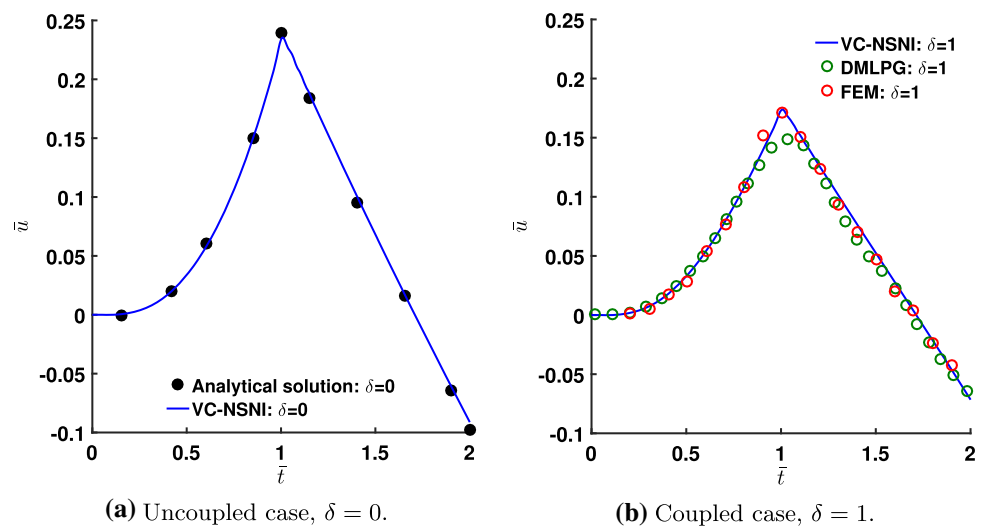 0.25
0.2
0.15
0.1
0.05
0
-0.05
-0.1
ū
Analytical solution: δ=0
VC-NSNI: δ=0
0 0.5 1 1.5 2
t̄
(a) Uncoupled case, δ = 0.
0.25
0.2
0.15
0.1
0.05
0
-0.05
-0.1
ū
VC-NSNI: δ=1
DMLPG: δ=1
FEM: δ=1
0 0.5 1 1.5 2
t̄
(b) Coupled case, δ = 1.